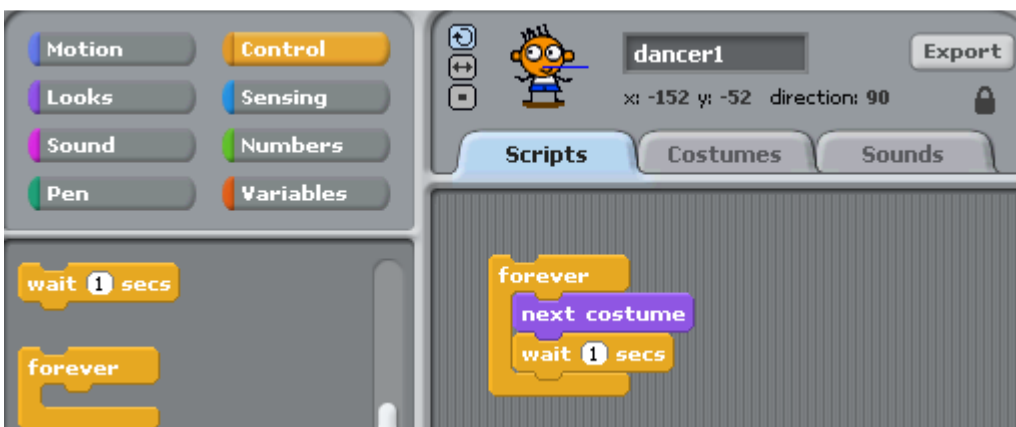 Motion Control
Looks Sensing
Sound Numbers
Pen Variables
wait 1 secs
forever
dancer1
Export
x: -152 y: -52 direction: 90
Scripts Costumes Sounds
forever
next costume
wait 1 secs